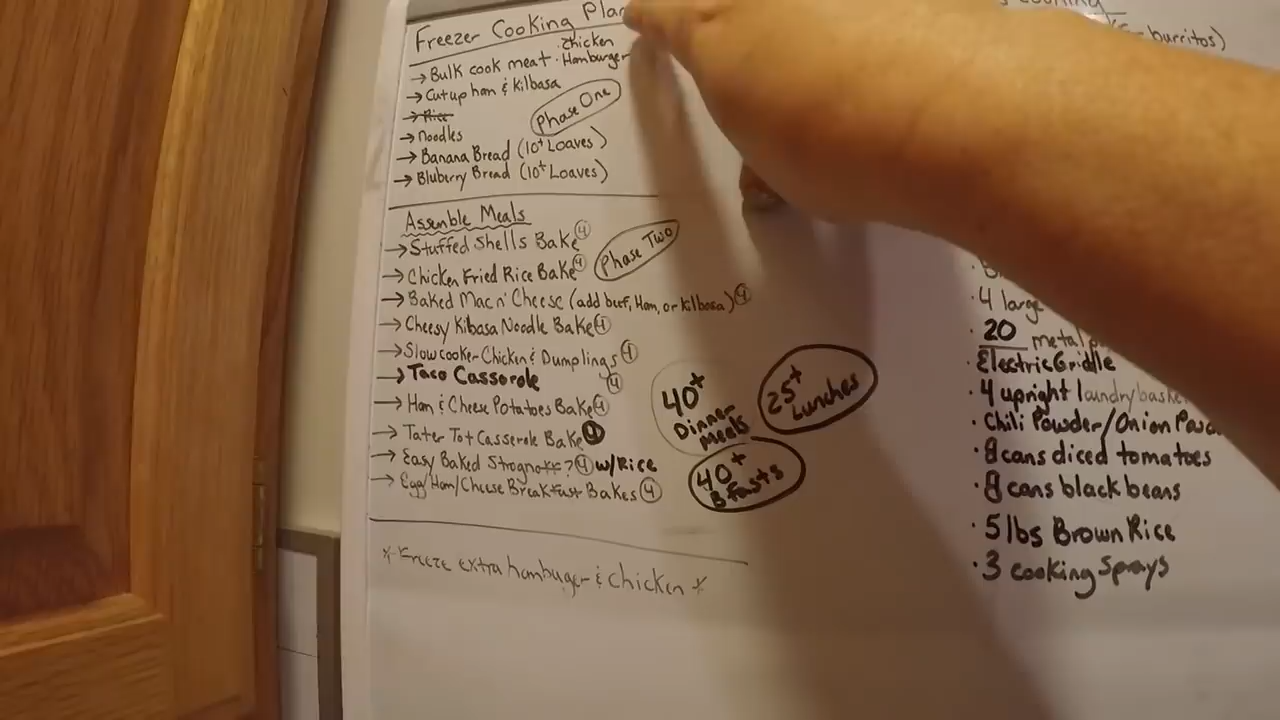 Freezer Cooking Plan
→ Bulk cook meat · Chicken
· Hamburger
→ Cut up ham & Kilbasa
→ Rice
→ Noodles
Phase One
→ Banana Bread (10+ Loaves)
→ Bluberry Bread (10+ Loaves)
Assemble Meals
→ Stuffed Shells Bake 4
Phase Two
→ Chicken Fried Rice Bake 4
→ Baked Mac n' Cheese (add beef, Ham, or Kilbasa) 4
→ Cheesy Kilbasa Noodle Bake 4
→ Slow cooker Chicken & Dumplings 4
→ Taco Casserole 4
→ Ham & Cheese Potatoes Bake 4
→ Tater Tot Casserole Bake
→ Easy Baked ? 4 w/Rice
→ Egg/Ham/Cheese Breakfast Bakes 4
40+
Dinner
Meals
25+
Lunches
40+
Bfasts
* Freeze extra hamburger & Chicken *
burritos)
· 4 large
· 20 metal
· Electric Griddle
· 4 upright laundry
· Chili Powder/Onion
· 8 cans diced tomatoes
· 8 cans black beans
· 5 lbs Brown Rice
· 3 cooking Sprays